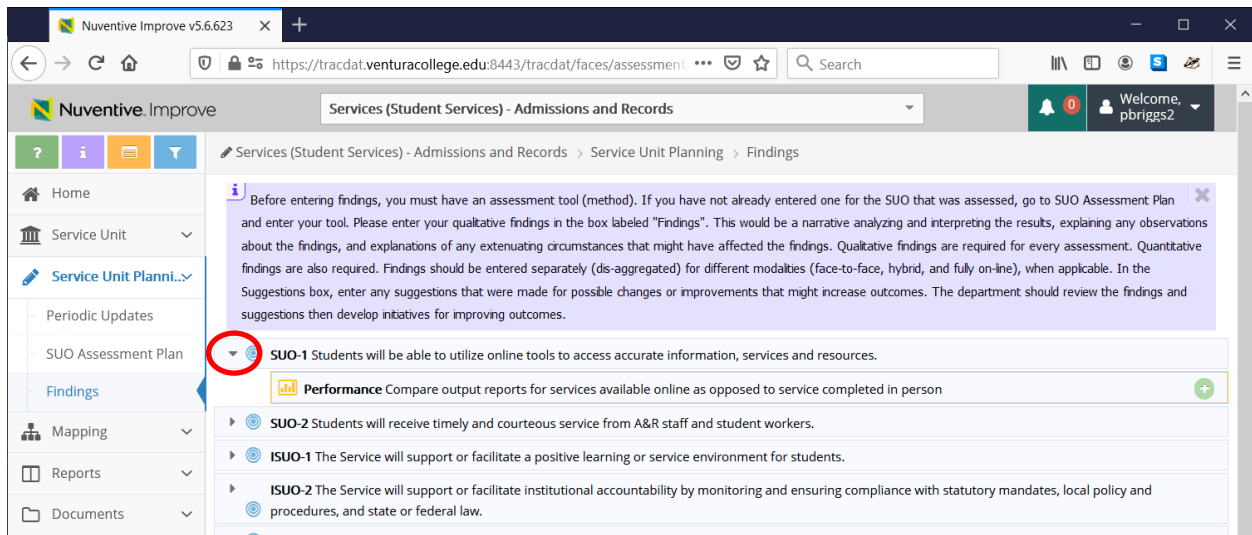 Nuventive Improve v5.6.623
https://tracdat.venturacollege.edu:8443/tracdat/faces/assessment
Search
Nuventive. Improve
Services (Student Services) - Admissions and Records
0
Welcome,
pbriggs2
? i
Services (Student Services) - Admissions and Records > Service Unit Planning > Findings
Home
Service Unit
Service Unit Planni...
Periodic Updates
SUO Assessment Plan
Findings
Mapping
Reports
Documents
i
Before entering findings, you must have an assessment tool (method). If you have not already entered one for the SUO that was assessed, go to SUO Assessment Plan
and enter your tool. Please enter your qualitative findings in the box labeled "Findings". This would be a narrative analyzing and interpreting the results, explaining any observations
about the findings, and explanations of any extenuating circumstances that might have affected the findings. Qualitative findings are required for every assessment. Quantitative
findings are also required. Findings should be entered separately (dis-aggregated) for different modalities (face-to-face, hybrid, and fully on-line), when applicable. In the
Suggestions box, enter any suggestions that were made for possible changes or improvements that might increase outcomes. The department should review the findings and
suggestions then develop initiatives for improving outcomes.
SUO-1 Students will be able to utilize online tools to access accurate information, services and resources.
Performance Compare output reports for services available online as opposed to service completed in person
SUO-2 Students will receive timely and courteous service from A&R staff and student workers.
ISUO-1 The Service will support or facilitate a positive learning or service environment for students.
ISUO-2 The Service will support or facilitate institutional accountability by monitoring and ensuring compliance with statutory mandates, local policy and
procedures, and state or federal law.